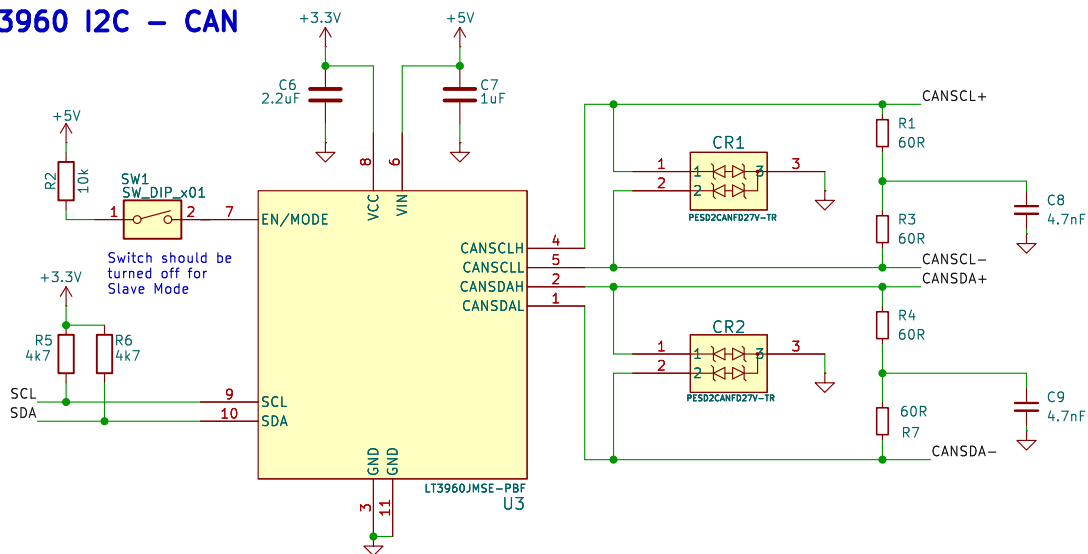 3960 I2C - CAN
+3.3V
+5V
C6
2.2uF
C7
1uF
+5V
R2
10k
SW1
SW_DIP_x01
1
2
7
EN/MODE
Switch should be
turned off for
Slave Mode
8
VCC
6
VIN
+3.3V
R5
4k7
R6
4k7
SCL
9
SCL
SDA
10
SDA
GND
3
GND
11
LT3960JMSE-PBF
U3
CANSCLH
4
CANSCLL
5
CANSDAH
2
CANSDAL
1
CR1
1
1
2
2
3
3
PESD2CANFD27V-TR
CANSCL+
R1
60R
R3
60R
C8
4.7nF
CANSCL-
CANSDA+
CR2
1
1
2
2
3
3
PESD2CANFD27V-TR
R4
60R
60R
R7
C9
4.7nF
CANSDA-